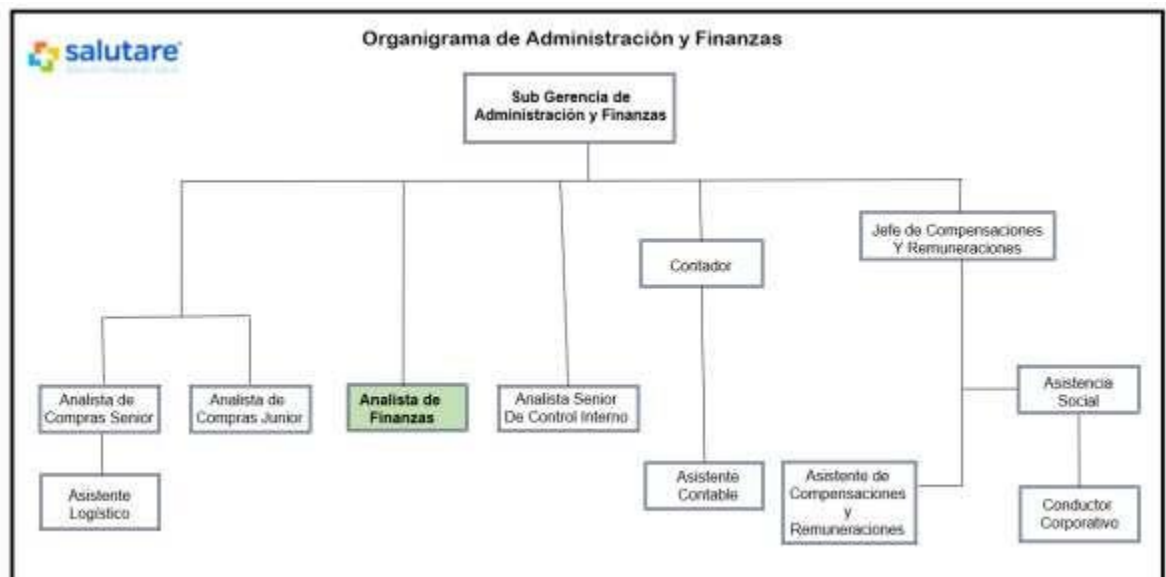 salutare
Organigrama de Administración y Finanzas
Sub Gerencia de
Administración y Finanzas
Jefe de Compensaciones
Y Remuneraciones
Contador
Analista de
Compras Senior
Analista de
Compras Junior
Analista de
Finanzas
Analista Senior
De Control Interno
Asistencia
Social
Asistente
Logístico
Asistente
Contable
Asistente de
Compensaciones
y
Remuneraciones
Conductor
Corporativo